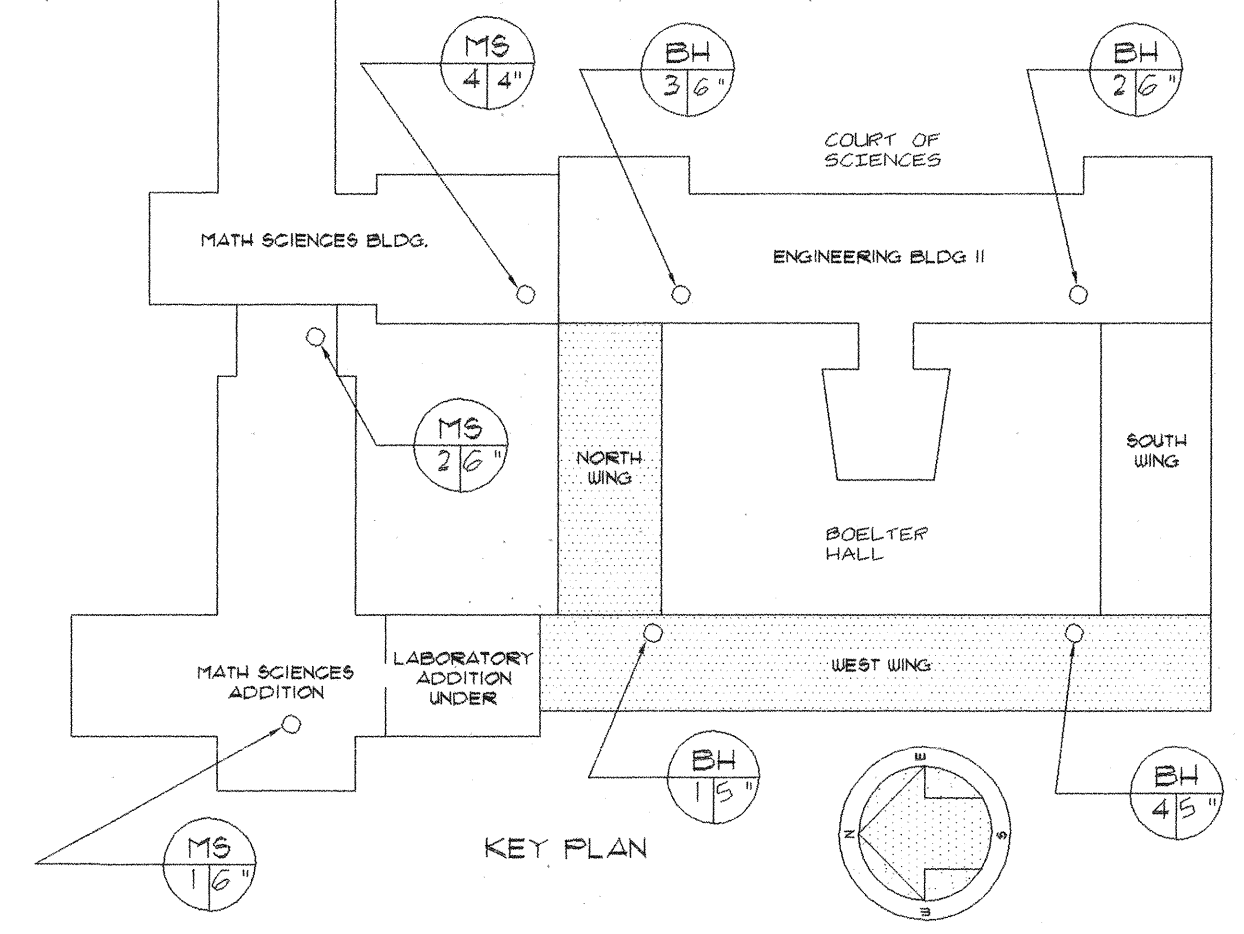 MS
4 4"
BH
3 6"
BH
2 6"
COURT OF
SCIENCES
MATH SCIENCES BLDG.
ENGINEERING BLDG II
MS
2 6"
NORTH
WING
SOUTH
WING
BOELTER
HALL
MATH SCIENCES
ADDITION
LABORATORY
ADDITION
UNDER
WEST WING
BH
1 5"
BH
4 5"
MS
1 6"
KEY PLAN
E
N
S
W